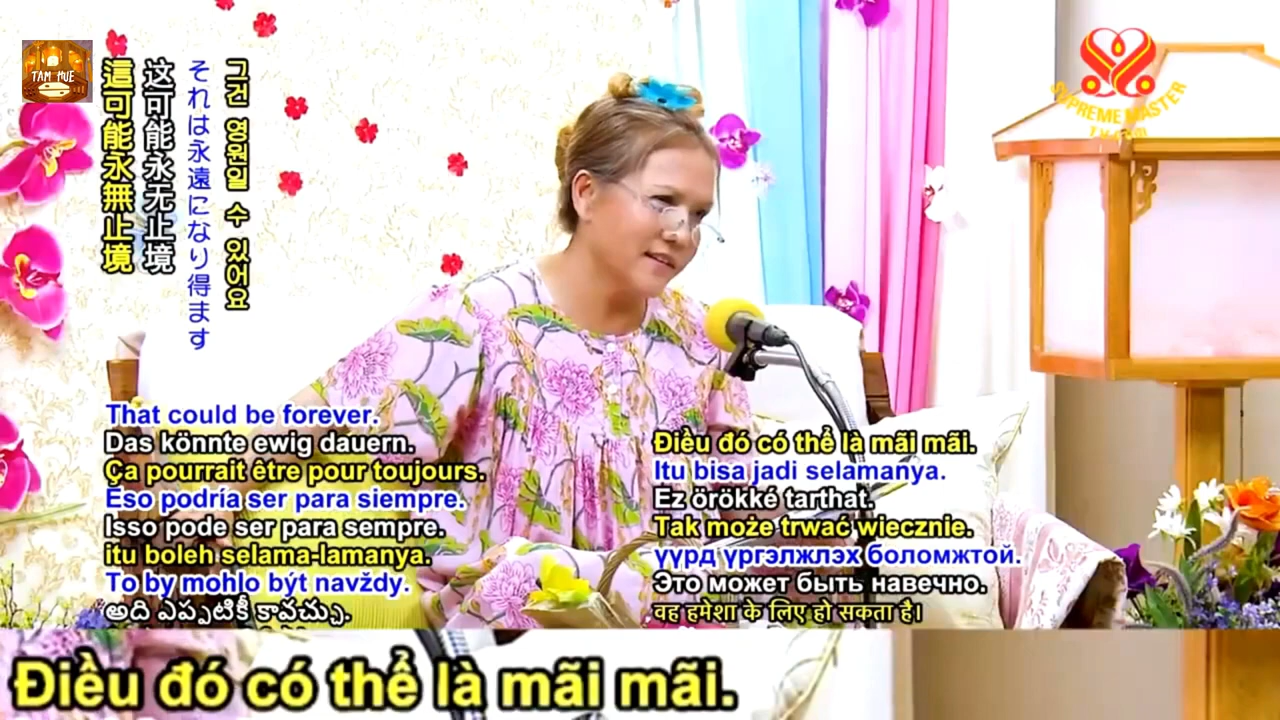 TAM HUE
這可能永無止境
这可能永无止境
それは永遠になり得ます
그건 영원일 수 있어요
SUPREME MASTER
That could be forever.
Das könnte ewig dauern.
Ça pourrait être pour toujours.
Eso podría ser para siempre.
Isso pode ser para sempre.
itu boleh selama-lamanya.
To by mohlo být navždy.
అది ఎప్పటికీ కావచ్చు.
Điều đó có thể là mãi mãi.
Itu bisa jadi selamanya.
Ez örökké tarthat.
Tak może trwać wiecznie.
үүрд үргэлжлэх боломжтой.
Это может быть навечно.
वह हमेशा के लिए हो सकता है।
Điều đó có thể là mãi mãi.